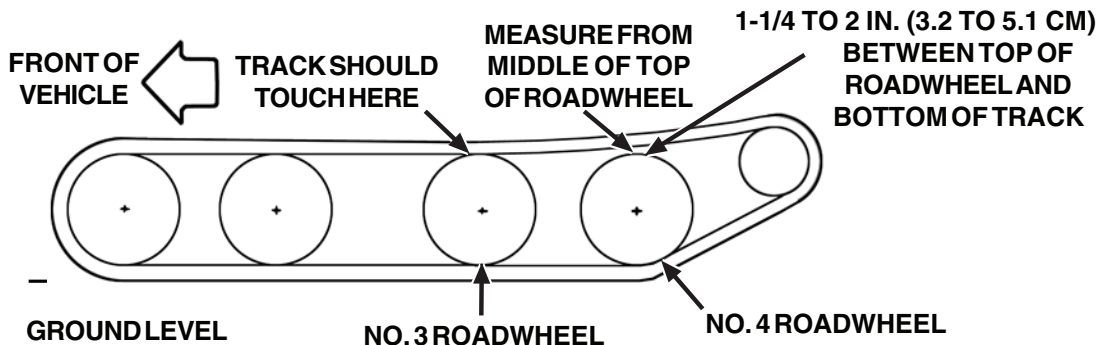 FRONT OF
VEHICLE
TRACK SHOULD
TOUCH HERE
MEASURE FROM
MIDDLE OF TOP
OF ROADWHEEL
1-1/4 TO 2 IN. (3.2 TO 5.1 CM)
BETWEEN TOP OF
ROADWHEEL AND
BOTTOM OF TRACK
GROUND LEVEL
NO. 3 ROADWHEEL
NO. 4 ROADWHEEL